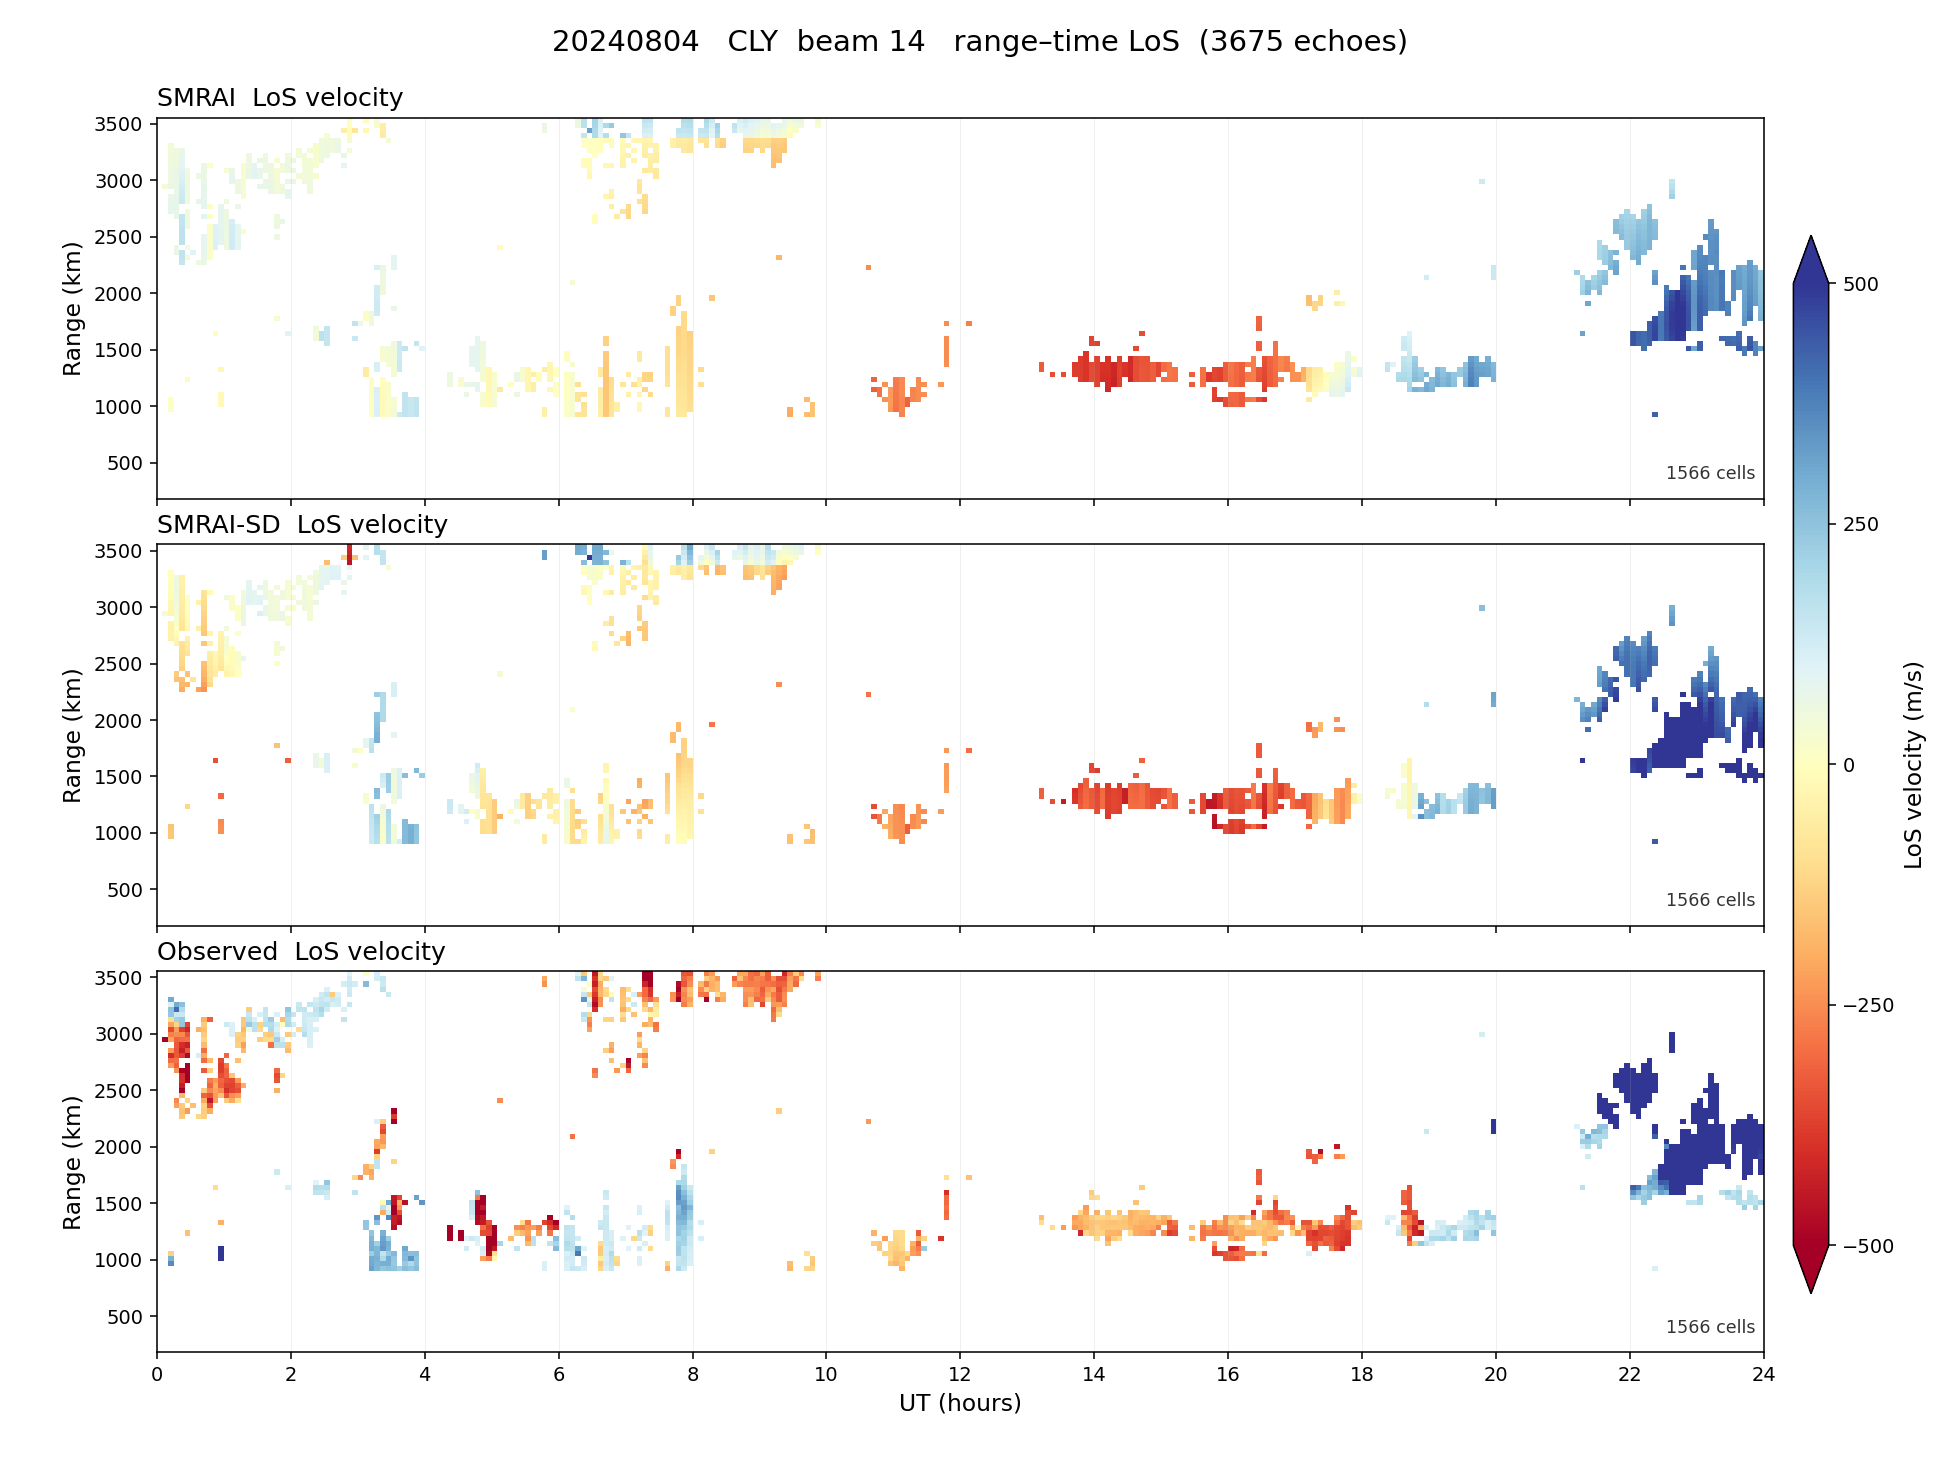 20240804   CLY  beam 14   range–time LoS  (3675 echoes)
SMRAI  LoS velocity
3500
3000
2500
2000
1500
1000
500
Range (km)
1566 cells
SMRAI-SD  LoS velocity
3500
3000
2500
2000
1500
1000
500
Range (km)
1566 cells
Observed  LoS velocity
3500
3000
2500
2000
1500
1000
500
Range (km)
1566 cells
0 2 4 6 8 10 12 14 16 18 20 22 24
UT (hours)
500
250
0
−250
−500
LoS velocity (m/s)